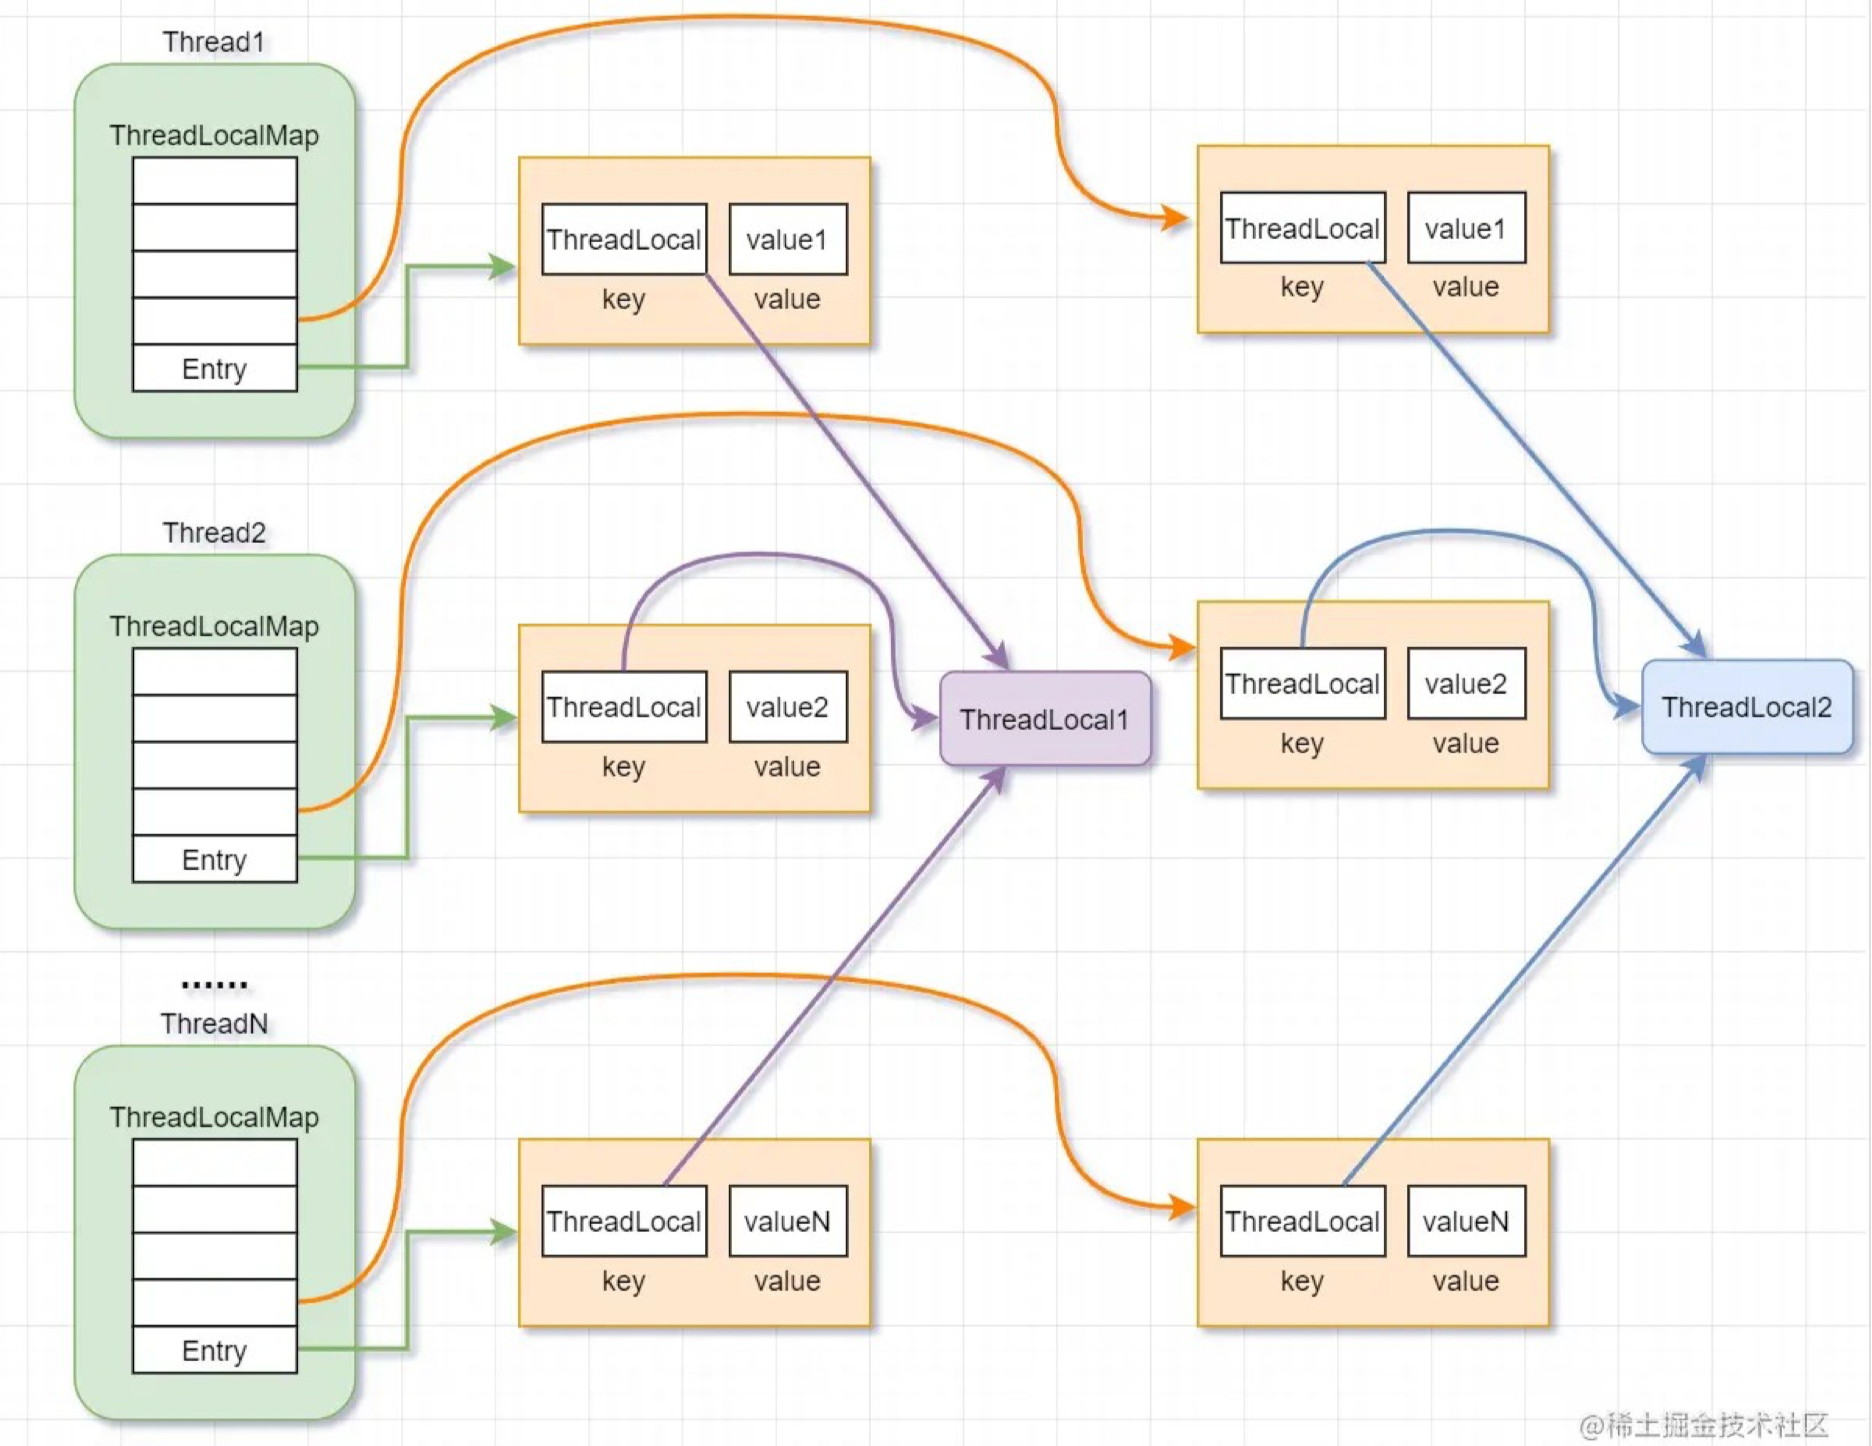 Thread1
ThreadLocalMap
Entry
ThreadLocal
value1
key
value
ThreadLocal
value1
key
value
Thread2
ThreadLocalMap
Entry
ThreadLocal
value2
key
value
ThreadLocal1
ThreadLocal
value2
key
value
ThreadLocal2
......
ThreadN
ThreadLocalMap
Entry
ThreadLocal
valueN
key
value
ThreadLocal
valueN
key
value
@稀土掘金技术社区